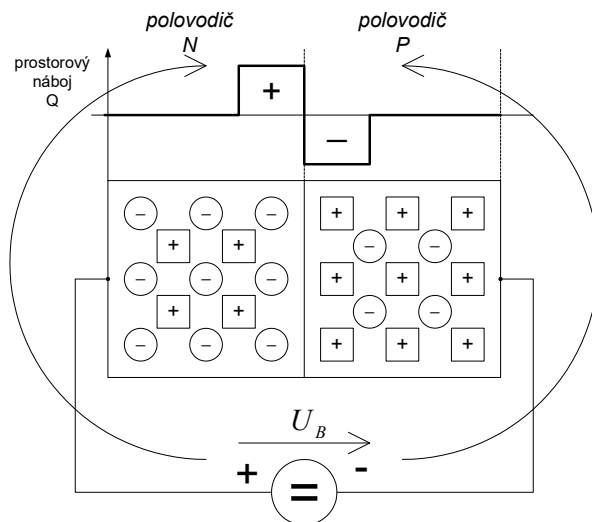 polovodič polovodič
N P
prostorový
náboj
Q
+
−
− − − + + +
+ + − −
− − − + + +
+ + − −
− − − + + +
U_B
+ -
=